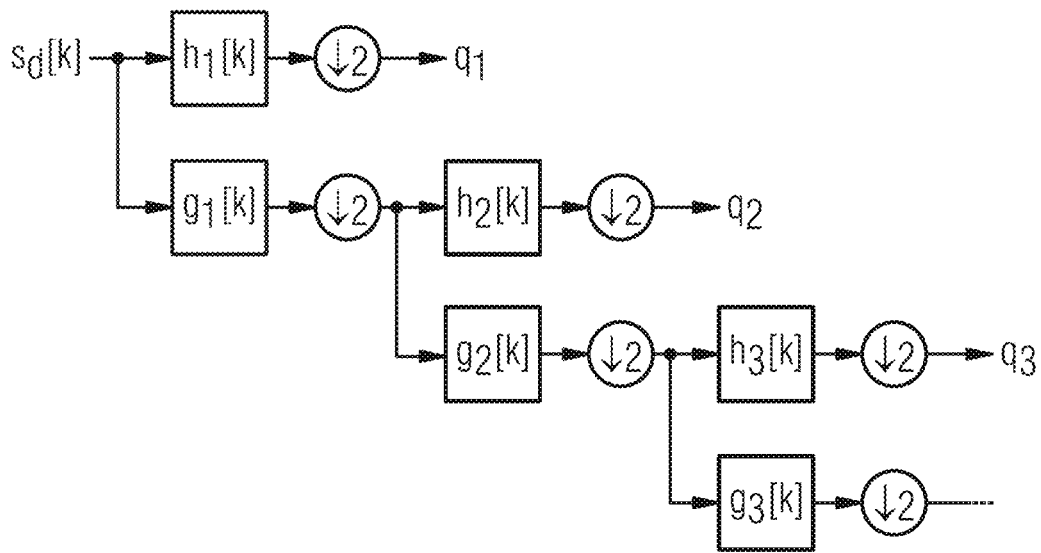 s_d[k] h_1[k] ↓2 q_1
g_1[k] ↓2 h_2[k] ↓2 q_2
g_2[k] ↓2 h_3[k] ↓2 q_3
g_3[k] ↓2